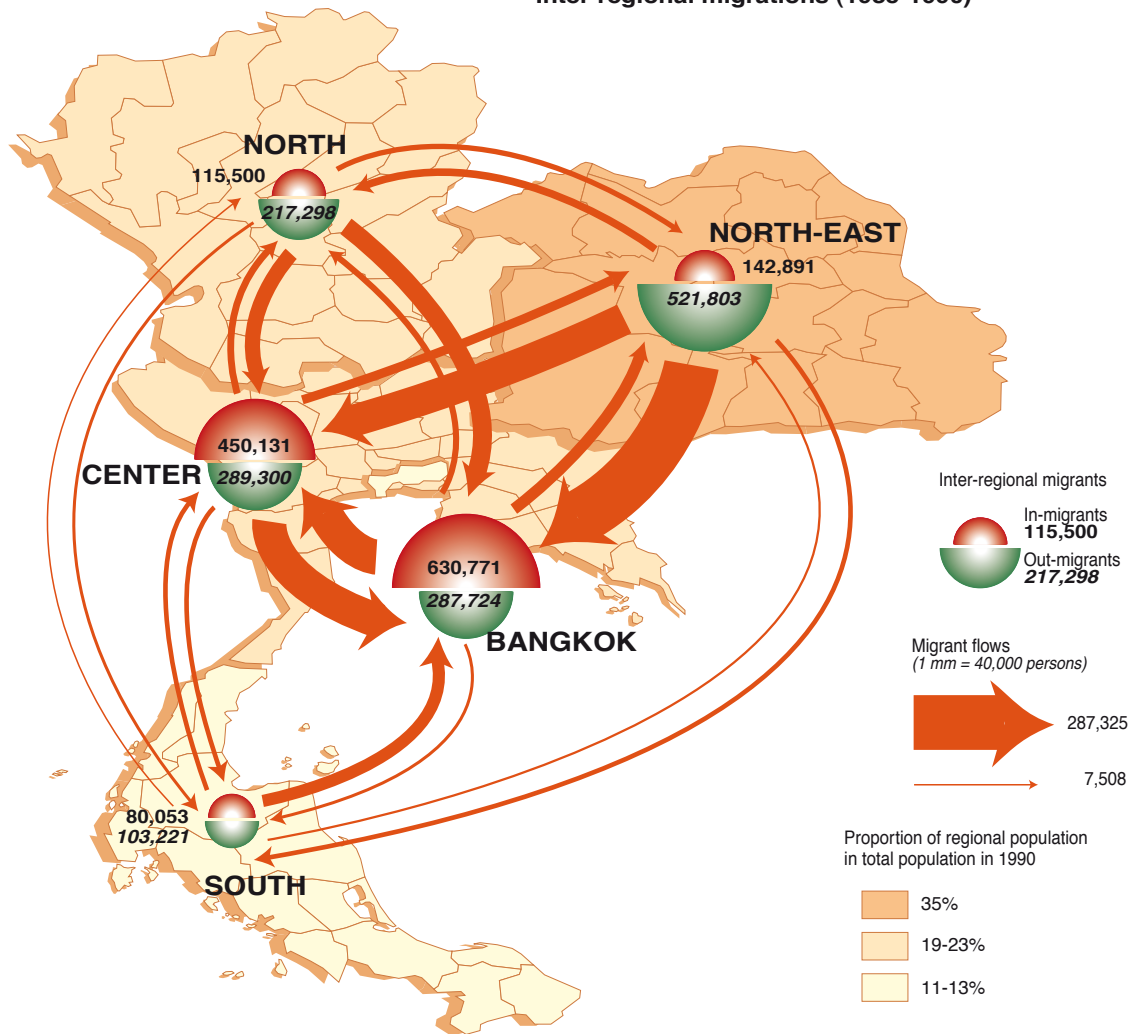 NORTH
115,500
217,298
NORTH-EAST
142,891
521,803
450,131
CENTER
289,300
630,771
287,724
BANGKOK
80,053
103,221
SOUTH
Inter-regional migrants
In-migrants
115,500
Out-migrants
217,298
Migrant flows
(1 mm = 40,000 persons)
287,325
7,508
Proportion of regional population
in total population in 1990
35%
19-23%
11-13%